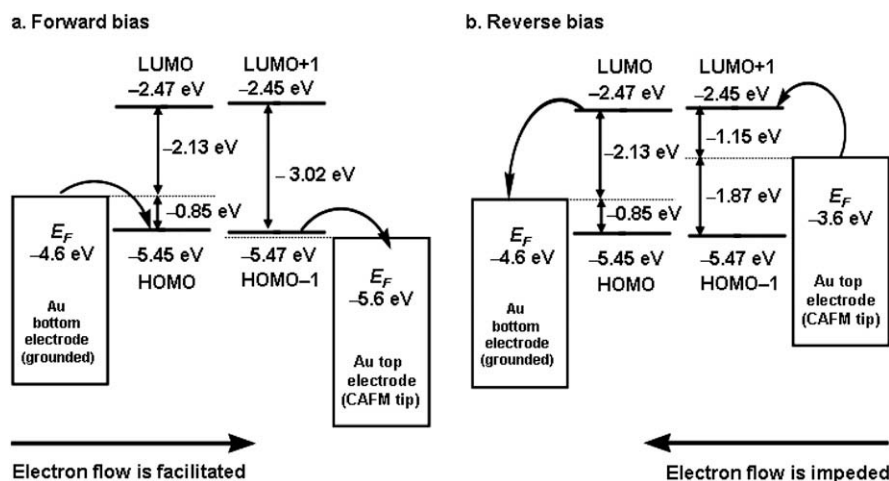 a. Forward bias
LUMO
−2.47 eV
LUMO+1
−2.45 eV
−2.13 eV
− 3.02 eV
−0.85 eV
EF
−4.6 eV
−5.45 eV
HOMO
−5.47 eV
HOMO−1
EF
−5.6 eV
Au
bottom
electrode
(grounded)
Au top
electrode
(CAFM tip)
Electron flow is facilitated
b. Reverse bias
LUMO
−2.47 eV
LUMO+1
−2.45 eV
−2.13 eV
−1.15 eV
−0.85 eV
−1.87 eV
EF
−4.6 eV
−5.45 eV
HOMO
−5.47 eV
HOMO−1
EF
−3.6 eV
Au
bottom
electrode
(grounded)
Au top
electrode
(CAFM tip)
Electron flow is impeded